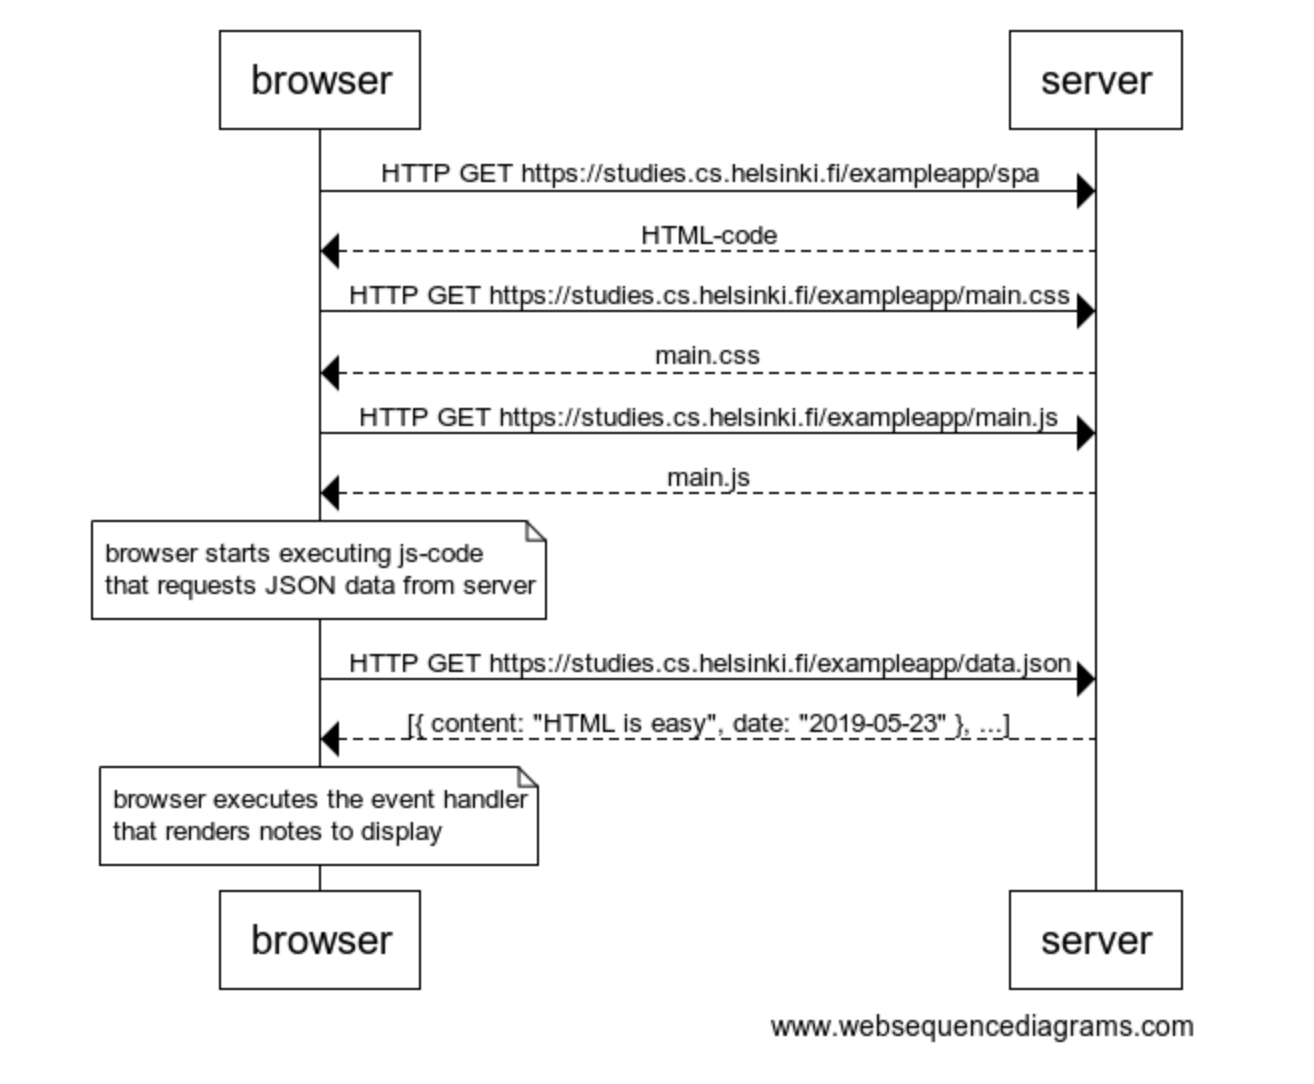 browser
server
HTTP GET https://studies.cs.helsinki.fi/exampleapp/spa
HTML-code
HTTP GET https://studies.cs.helsinki.fi/exampleapp/main.css
main.css
HTTP GET https://studies.cs.helsinki.fi/exampleapp/main.js
main.js
browser starts executing js-code
that requests JSON data from server
HTTP GET https://studies.cs.helsinki.fi/exampleapp/data.json
[{ content: "HTML is easy", date: "2019-05-23" }, ...]
browser executes the event handler
that renders notes to display
browser
server
www.websequencediagrams.com